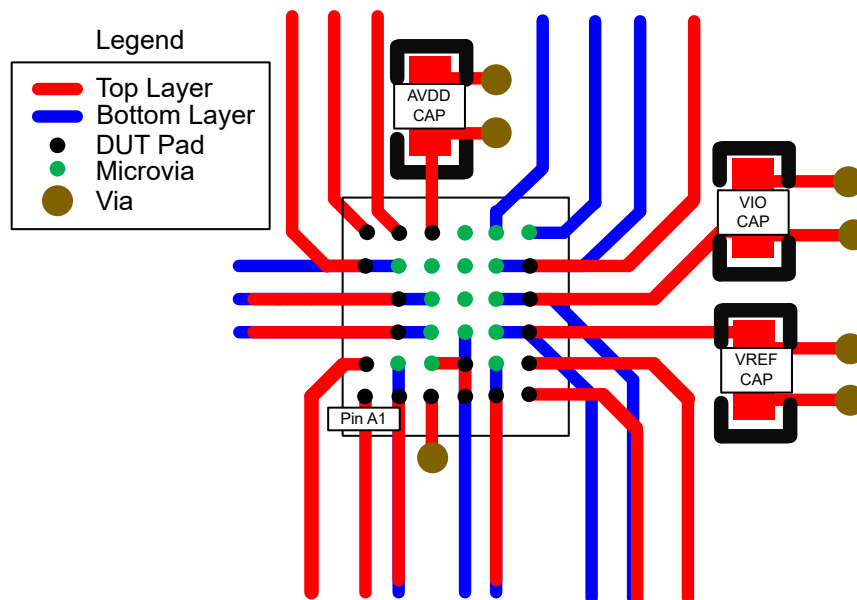 Legend
Top Layer
Bottom Layer
DUT Pad
Microvia
Via
AVDD
CAP
VIO
CAP
VREF
CAP
Pin A1